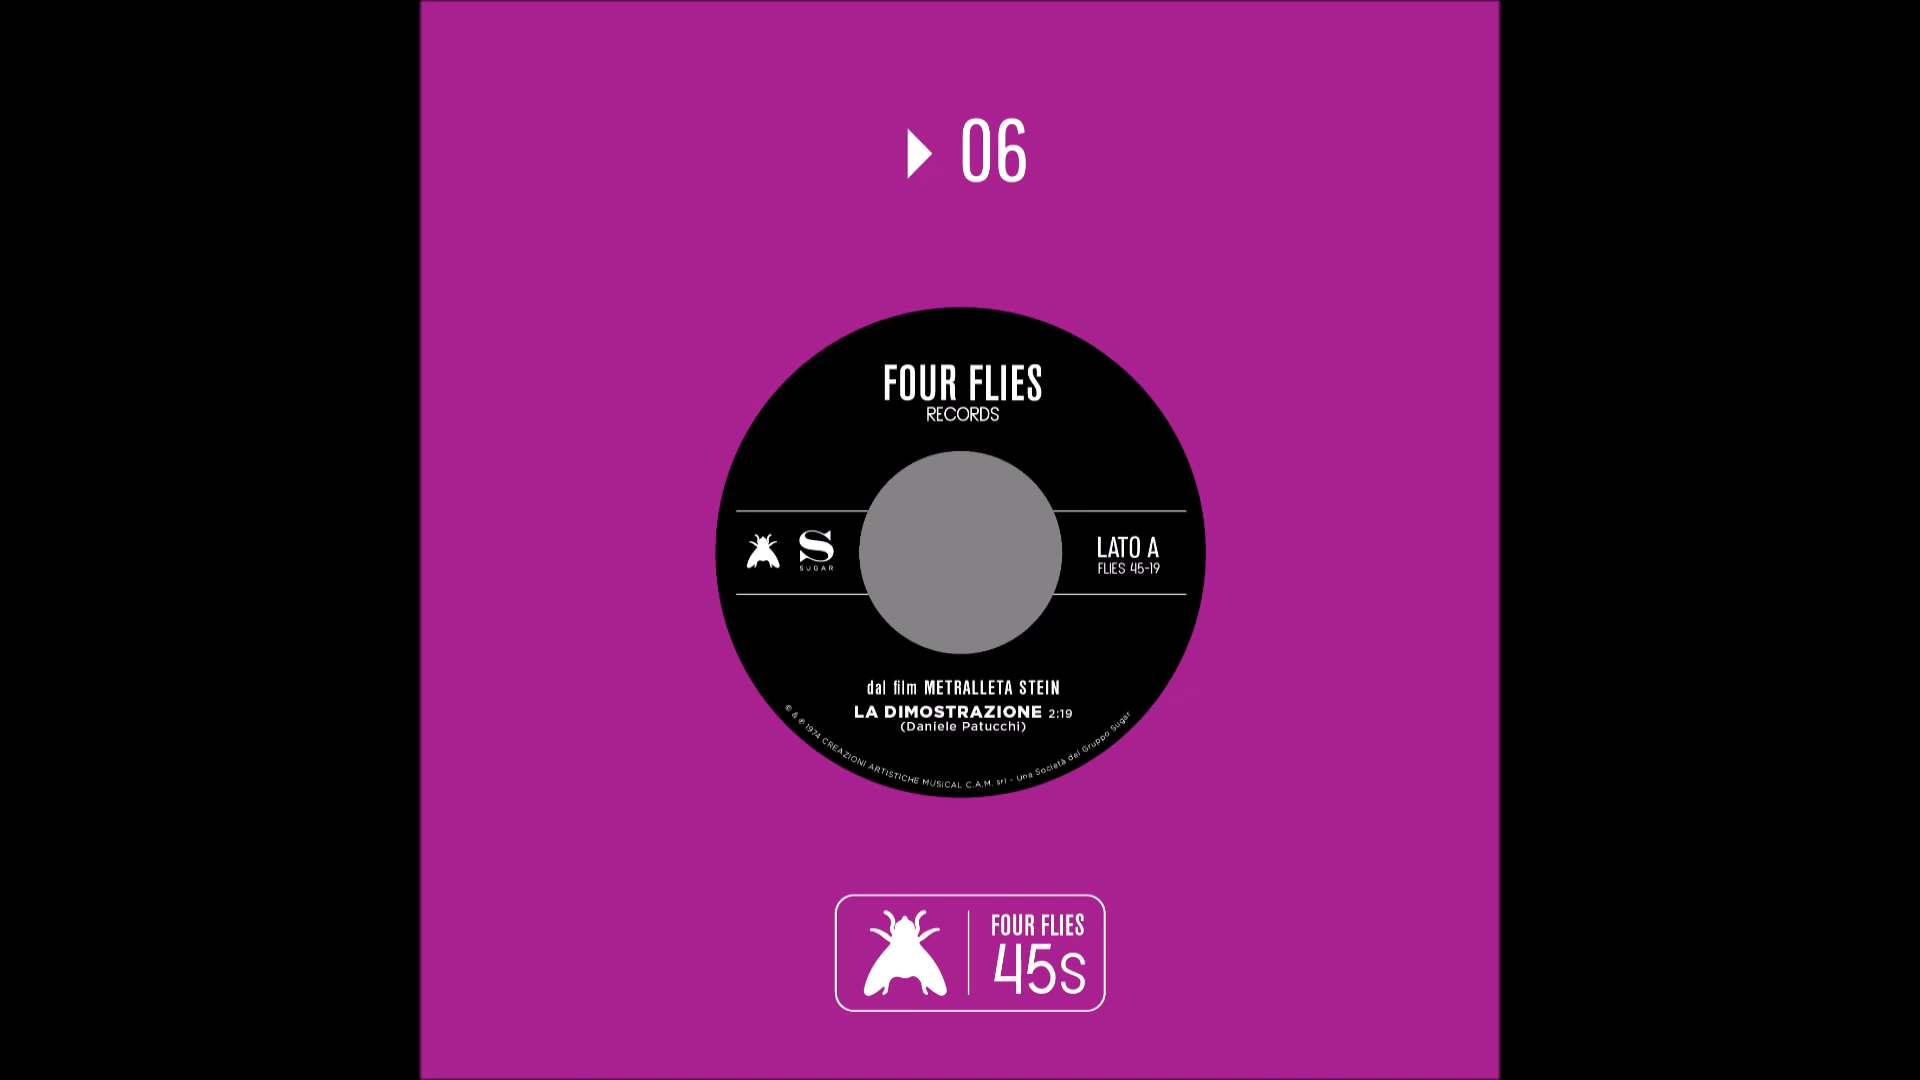 06
FOUR FLIES
RECORDS
S
SUGAR
LATO A
FLIES 45-19
dal film METRALLETA STEIN
LA DIMOSTRAZIONE 2:19
(Daniele Patucchi)
© & ℗ 1974 CREAZIONI ARTISTICHE MUSICAL C.A.M. srl - Una Società del Gruppo Sugar
FOUR FLIES
45s